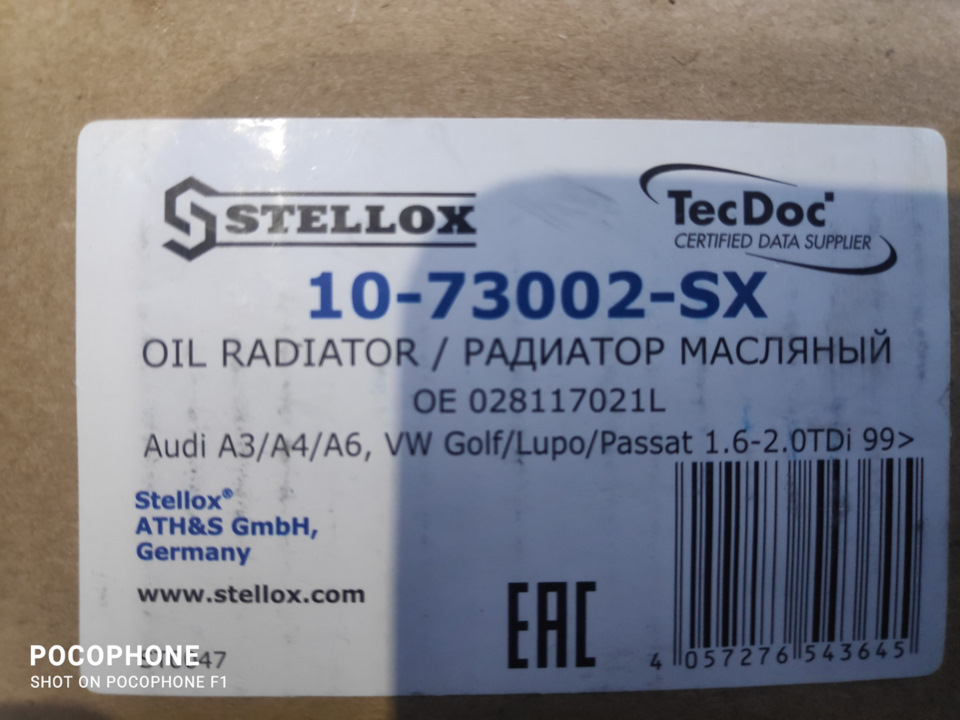 STELLOX
TecDoc
CERTIFIED DATA SUPPLIER
10-73002-SX
OIL RADIATOR / РАДИАТОР МАСЛЯНЫЙ
OE 028117021L
Audi A3/A4/A6, VW Golf/Lupo/Passat 1.6-2.0TDi 99>
Stellox®
ATH&S GmbH,
Germany
www.stellox.com
EAC
4 057276 543645
POCOPHONE
SHOT ON POCOPHONE F1